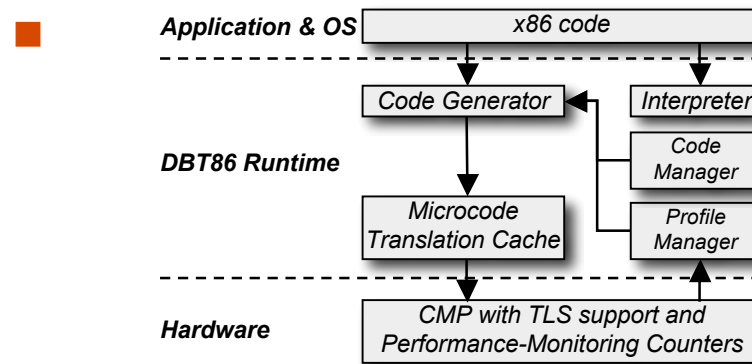 Application & OS
x86 code
Code Generator
Interpreter
DBT86 Runtime
Code
Manager
Microcode
Translation Cache
Profile
Manager
Hardware
CMP with TLS support and
Performance-Monitoring Counters